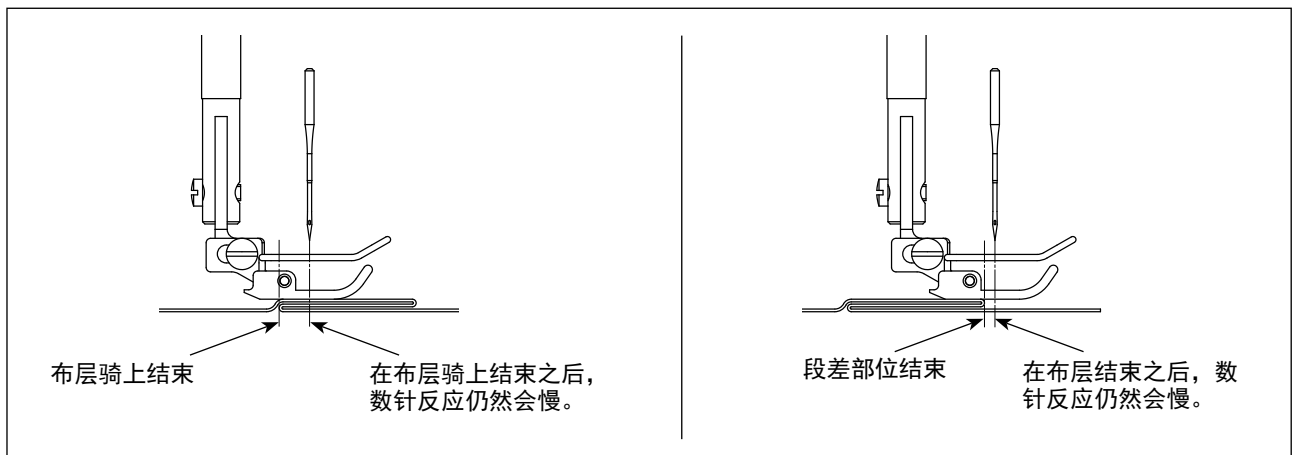 布层骑上结束
在布层骑上结束之后，
数针反应仍然会慢。
段差部位结束
在布层结束之后，数
针反应仍然会慢。